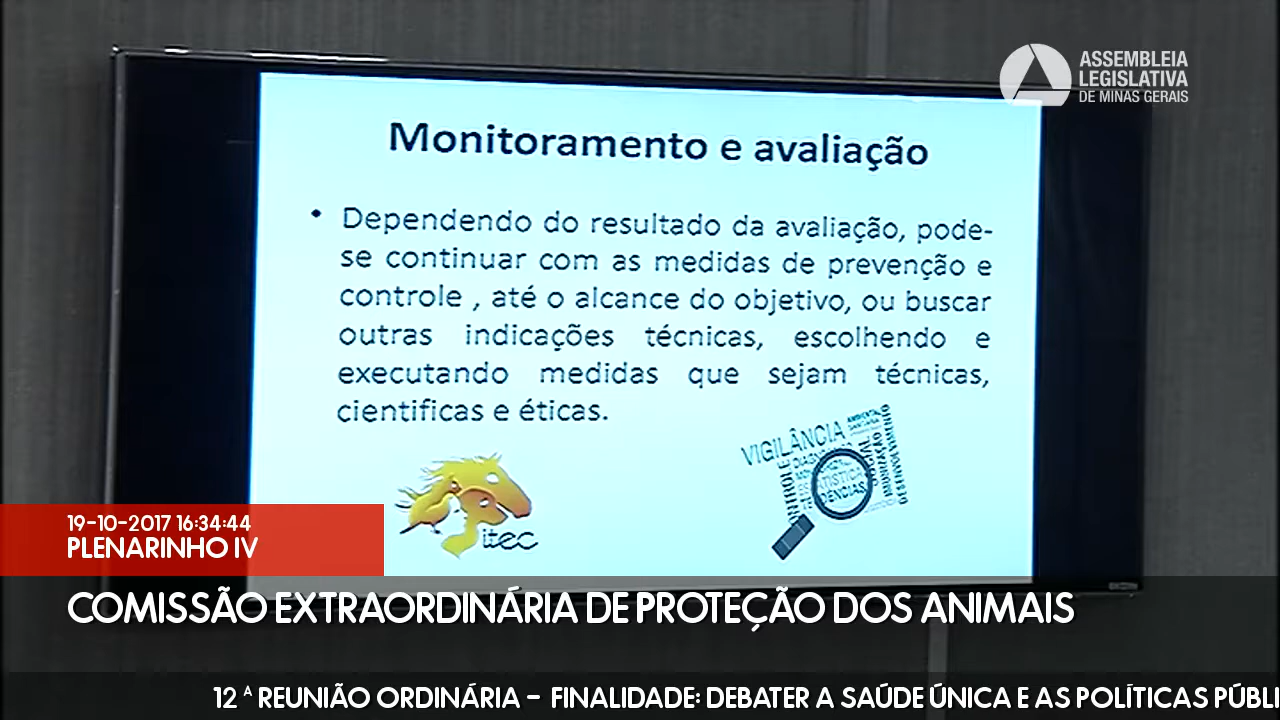 ASSEMBLEIA
LEGISLATIVA
DE MINAS GERAIS
Monitoramento e avaliação
• Dependendo do resultado da avaliação, pode-
se continuar com as medidas de prevenção e
controle , até o alcance do objetivo, ou buscar
outras indicações técnicas, escolhendo e
executando medidas que sejam técnicas,
cientificas e éticas.
VIGILÂNCIA
AMBIENTAL
SANITÁRIA
DESENVOLVIMENTO
itec
19-10-2017 16:34:44
PLENARINHO IV
COMISSÃO EXTRAORDINÁRIA DE PROTEÇÃO DOS ANIMAIS
12 ª REUNIÃO ORDINÁRIA - FINALIDADE: DEBATER A SAÚDE ÚNICA E AS POLÍTICAS PÚBLI